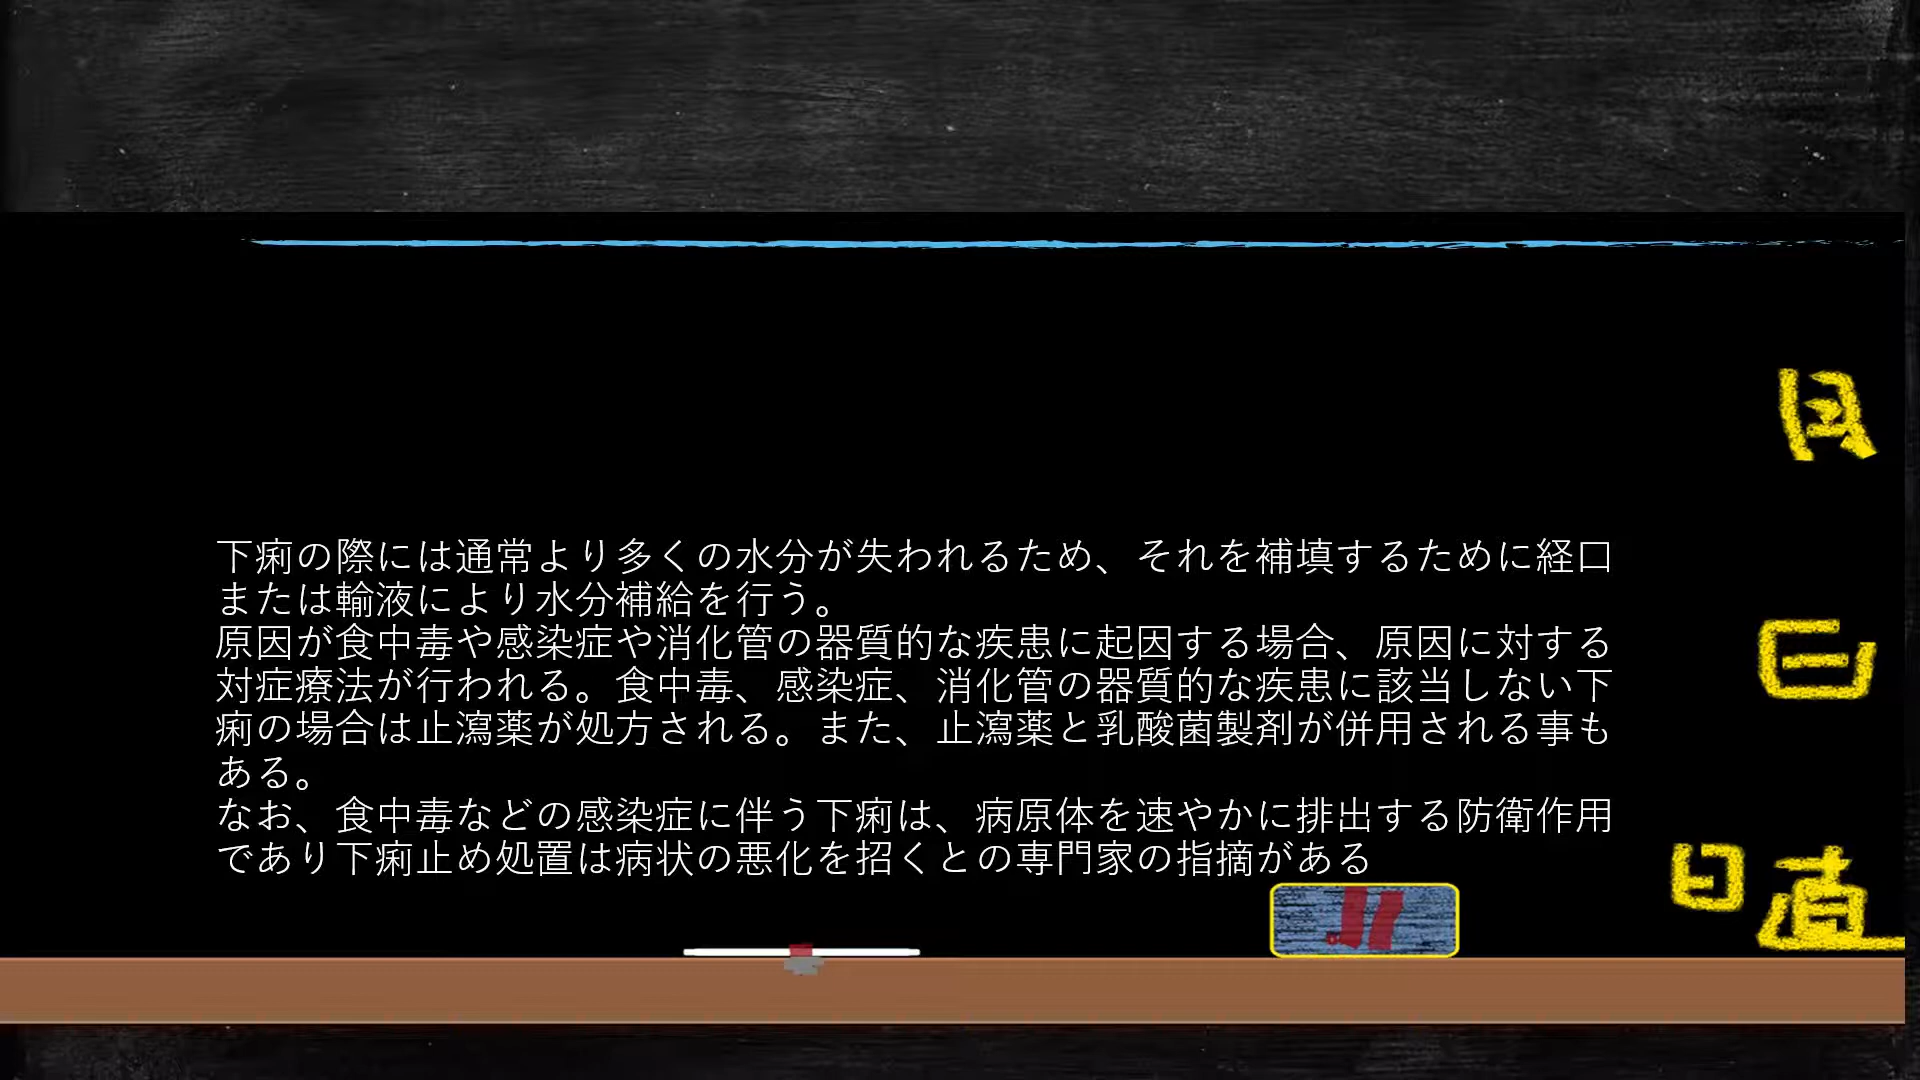 下痢の際には通常より多くの水分が失われるため、それを補填するために経口
または輸液により水分補給を行う。
原因が食中毒や感染症や消化管の器質的な疾患に起因する場合、原因に対する
対症療法が行われる。食中毒、感染症、消化管の器質的な疾患に該当しない下
痢の場合は止瀉薬が処方される。また、止瀉薬と乳酸菌製剤が併用される事も
ある。
なお、食中毒などの感染症に伴う下痢は、病原体を速やかに排出する防衛作用
であり下痢止め処置は病状の悪化を招くとの専門家の指摘がある
月
日
日直